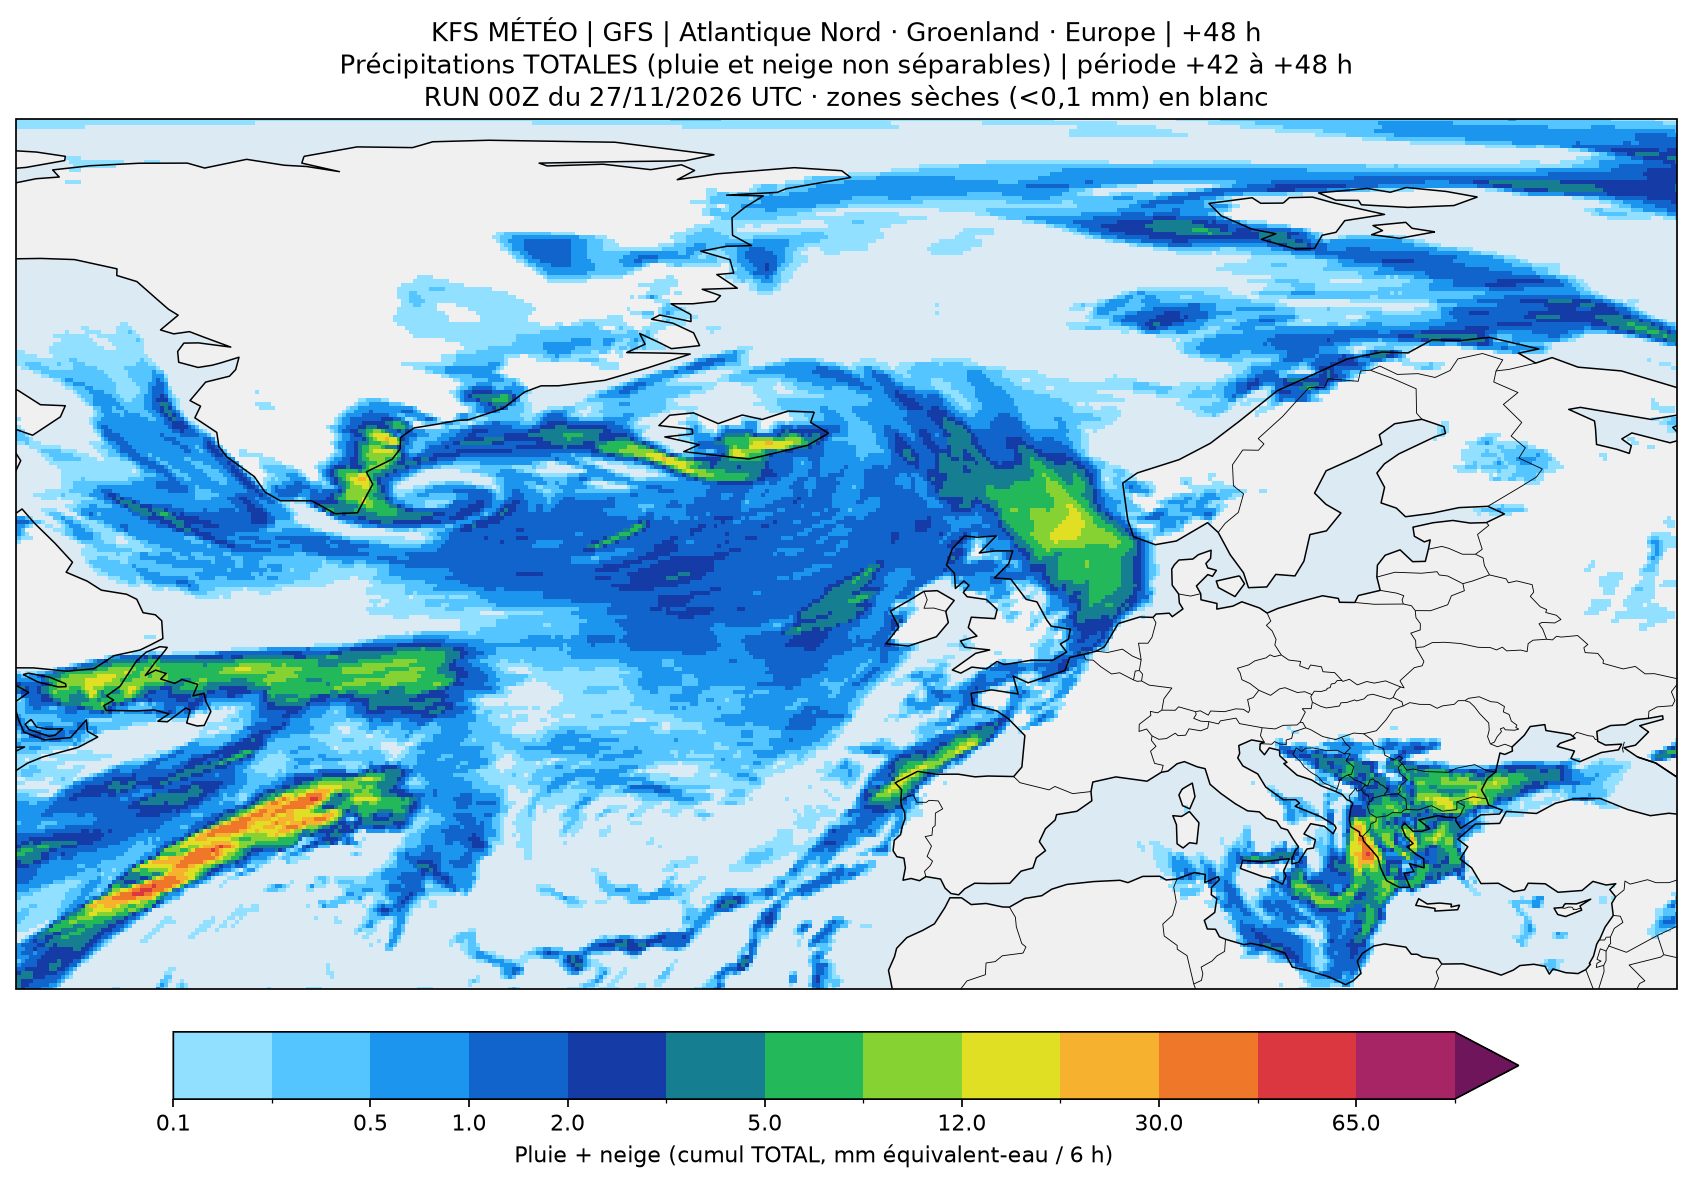 KFS MÉTÉO | GFS | Atlantique Nord · Groenland · Europe | +48 h
Précipitations TOTALES (pluie et neige non séparables) | période +42 à +48 h
RUN 00Z du 27/11/2026 UTC · zones sèches (<0,1 mm) en blanc
0.1 0.5 1.0 2.0 5.0 12.0 30.0 65.0
Pluie + neige (cumul TOTAL, mm équivalent-eau / 6 h)